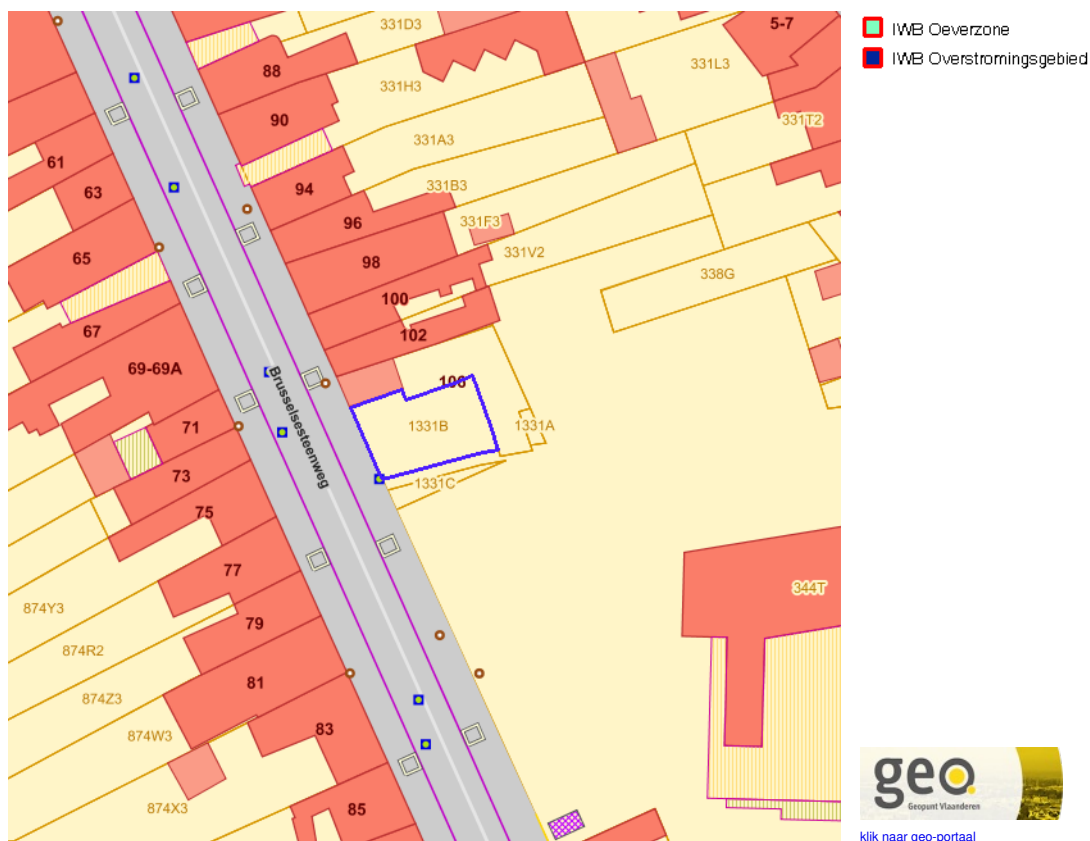 331D3
5-7
IWB Oeverzone
IWB Overstromingsgebied
88
331H3
331L3
90
331A3
331T2
61
63
94
331B3
96
331F3
331V2
65
98
338G
100
67
102
69-69A
106
Brusselsesteenweg
71
1331B
1331A
73
1331C
75
77
344T
874Y3
79
874R2
81
874Z3
83
874W3
85
874X3
geo
Geopunt Vlaanderen
klik naar geo-portaal